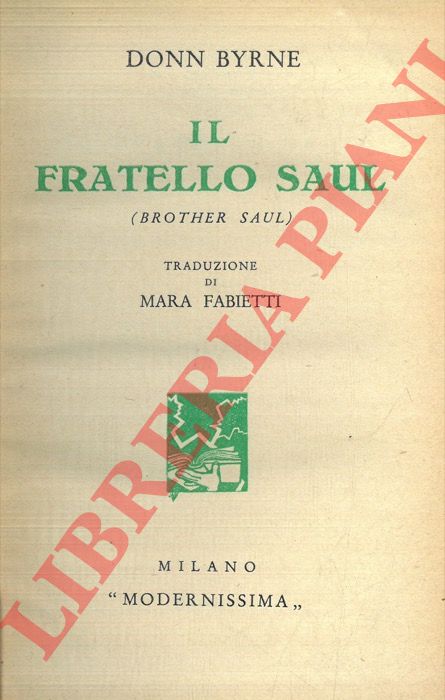 DONN BYRNE
IL
FRATELLO SAUL
(BROTHER SAUL)
TRADUZIONE
DI
MARA FABIETTI
MILANO
"MODERNISSIMA„
LIBRERIA PIANI